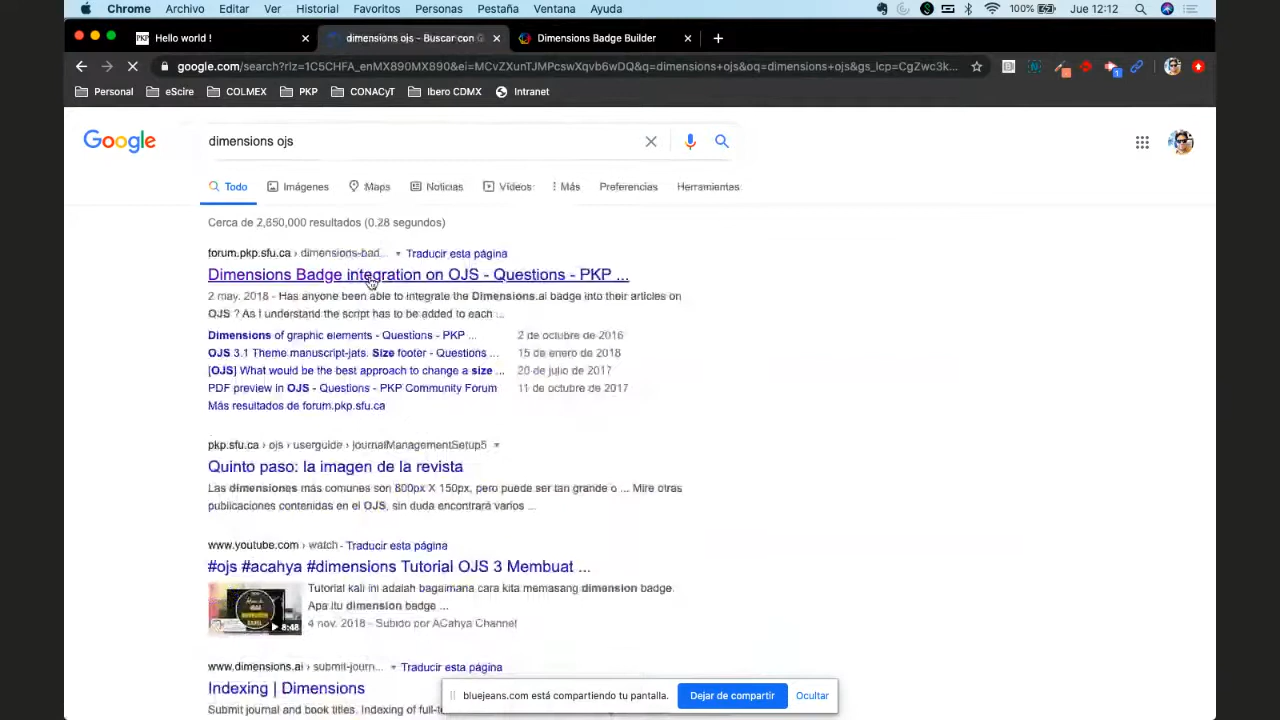 Chrome Archivo Editar Ver Historial Favoritos Personas Pestaña Ventana Ayuda 100% Jue 12:12
PKP Hello world ! dimensions ojs - Buscar con G Dimensions Badge Builder
google.com/search?rlz=1C5CHFA_enMX890MX890&ei=MCvZXunTJMPcswXqvb6wDQ&q=dimensions+ojs&oq=dimensions+ojs&gs_lcp=CgZwc3k...
Personal eScire COLMEX PKP CONACyT Ibero CDMX Intranet
Google dimensions ojs
Todo Imágenes Maps Noticias Vídeos Más Preferencias Herramientas
Cerca de 2,650,000 resultados (0.28 segundos)
forum.pkp.sfu.ca › dimensions-bad... Traducir esta página
Dimensions Badge integration on OJS - Questions - PKP ...
2 may. 2018 - Has anyone been able to integrate the Dimensions.ai badge into their articles on
OJS ? As I understand the script has to be added to each ...
Dimensions of graphic elements - Questions - PKP ... 2 de octubre de 2016
OJS 3.1 Theme manuscript-jats. Size footer - Questions ... 15 de enero de 2018
[OJS] What would be the best approach to change a size ... 20 de julio de 2017
PDF preview in OJS - Questions - PKP Community Forum 11 de octubre de 2017
Más resultados de forum.pkp.sfu.ca
pkp.sfu.ca › ojs › userguide › journalManagementSetup5
Quinto paso: la imagen de la revista
Las dimensiones más comunes son 800px X 150px, pero puede ser tan grande o ... Mire otras
publicaciones contenidas en el OJS, sin duda encontrará varios ...
www.youtube.com › watch Traducir esta página
#ojs #acahya #dimensions Tutorial OJS 3 Membuat ...
Tutorial kali ini adalah bagaimana cara kita memasang dimension badge.
Apa itu dimension badge ...
8:48
4 nov. 2018 - Subido por ACahya Channel
www.dimensions.ai › submit-journ... Traducir esta página
Indexing | Dimensions
Submit journal and book titles. Indexing of full-te
bluejeans.com está compartiendo tu pantalla. Dejar de compartir Ocultar